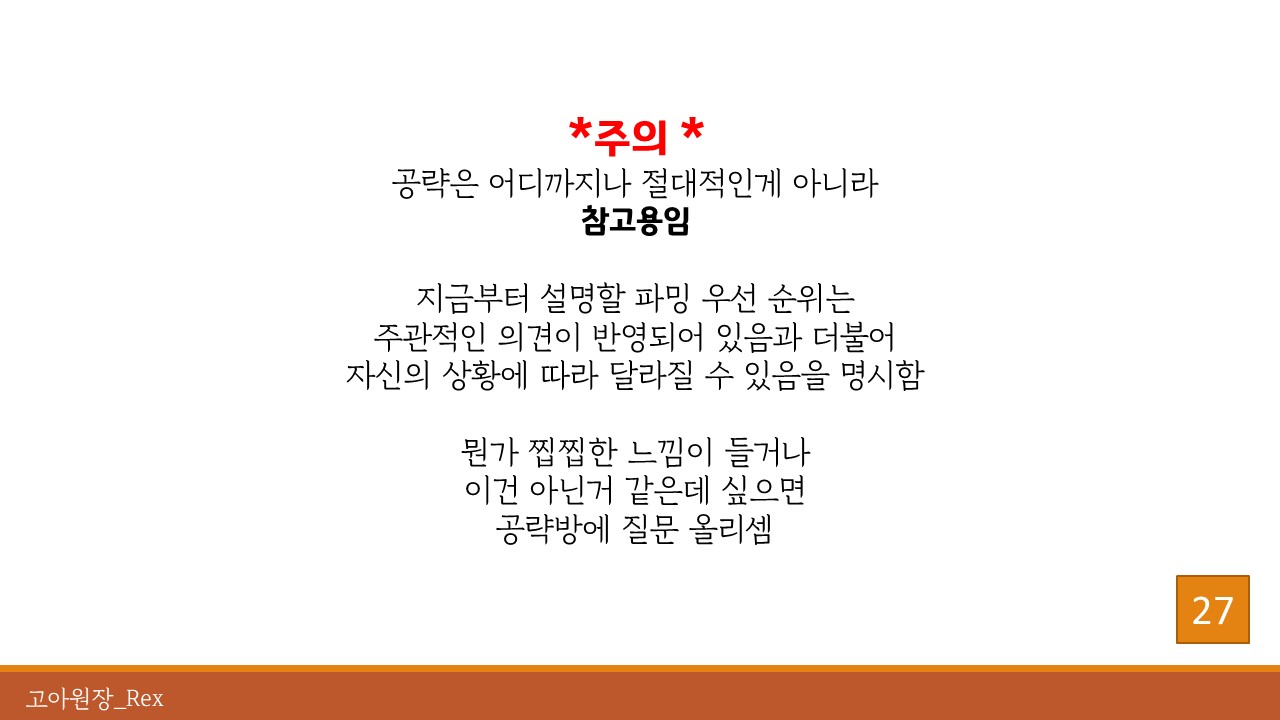 *주의 *
공략은 어디까지나 절대적인게 아니라
참고용임
지금부터 설명할 파밍 우선 순위는
주관적인 의견이 반영되어 있음과 더불어
자신의 상황에 따라 달라질 수 있음을 명시함
뭔가 찝찝한 느낌이 들거나
이건 아닌거 같은데 싶으면
공략방에 질문 올리셈
27
고아원장_Rex